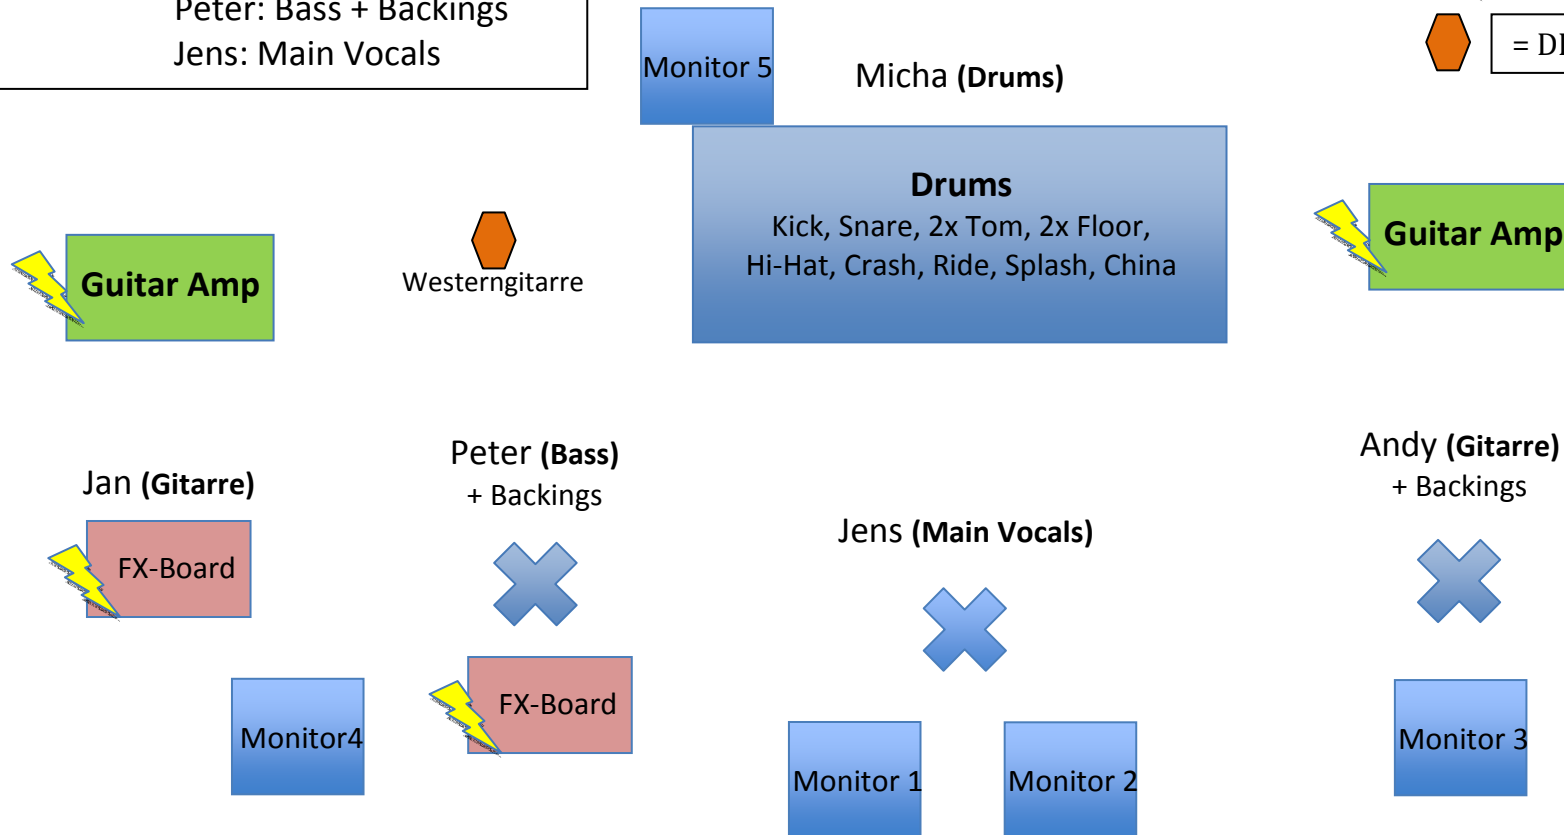 Peter: Bass + Backings
Jens: Main Vocals
Monitor 5
Micha (Drums)
Drums
Kick, Snare, 2x Tom, 2x Floor,
Hi-Hat, Crash, Ride, Splash, China
Guitar Amp
Westerngitarre
Guitar Amp
Jan (Gitarre)
FX-Board
Peter (Bass)
+ Backings
FX-Board
Jens (Main Vocals)
Andy (Gitarre)
+ Backings
Monitor4
Monitor 1
Monitor 2
Monitor 3